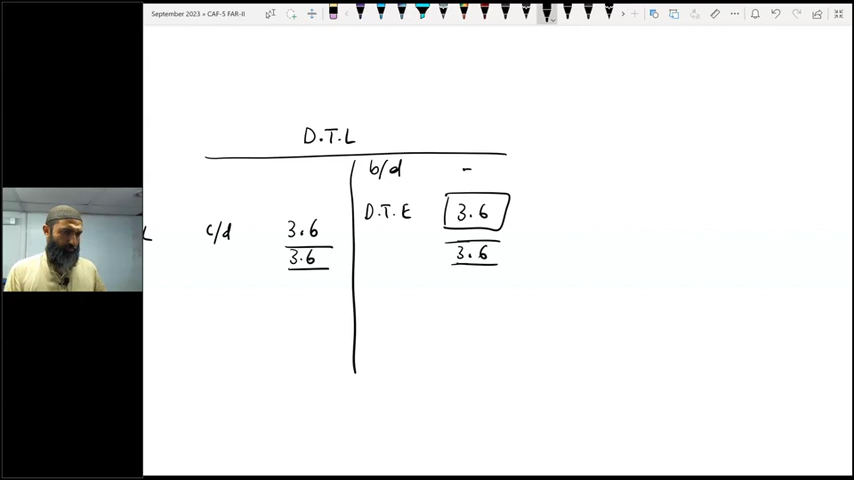 September 2023 » CAF-5 FAR-II
D.T.L
b/d -
D.T.E 3.6
c/d 3.6
3.6 3.6